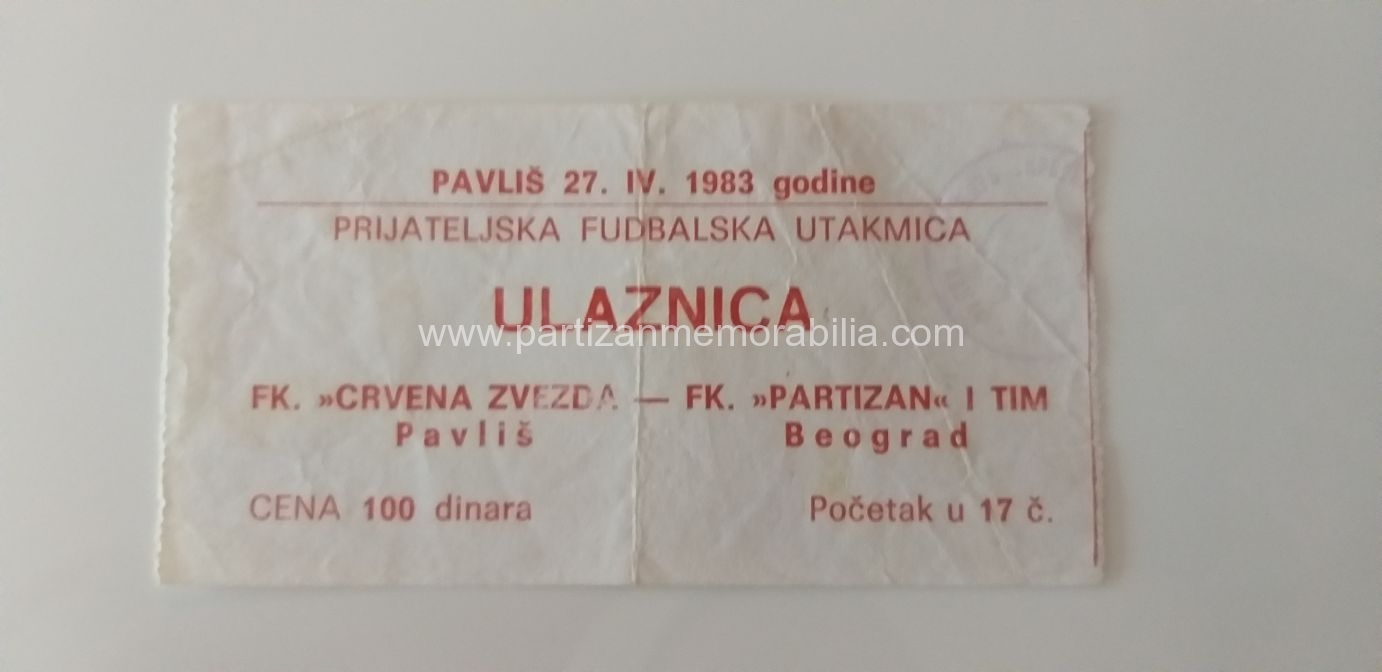 PAVLIŠ 27. IV. 1983 godine
PRIJATELJSKA FUDBALSKA UTAKMICA
ULAZNICA
www.partizanmemorabilia.com
FK. »CRVENA ZVEZDA — FK. »PARTIZAN« I TIM
Pavliš Beograd
CENA 100 dinara Početak u 17 č.